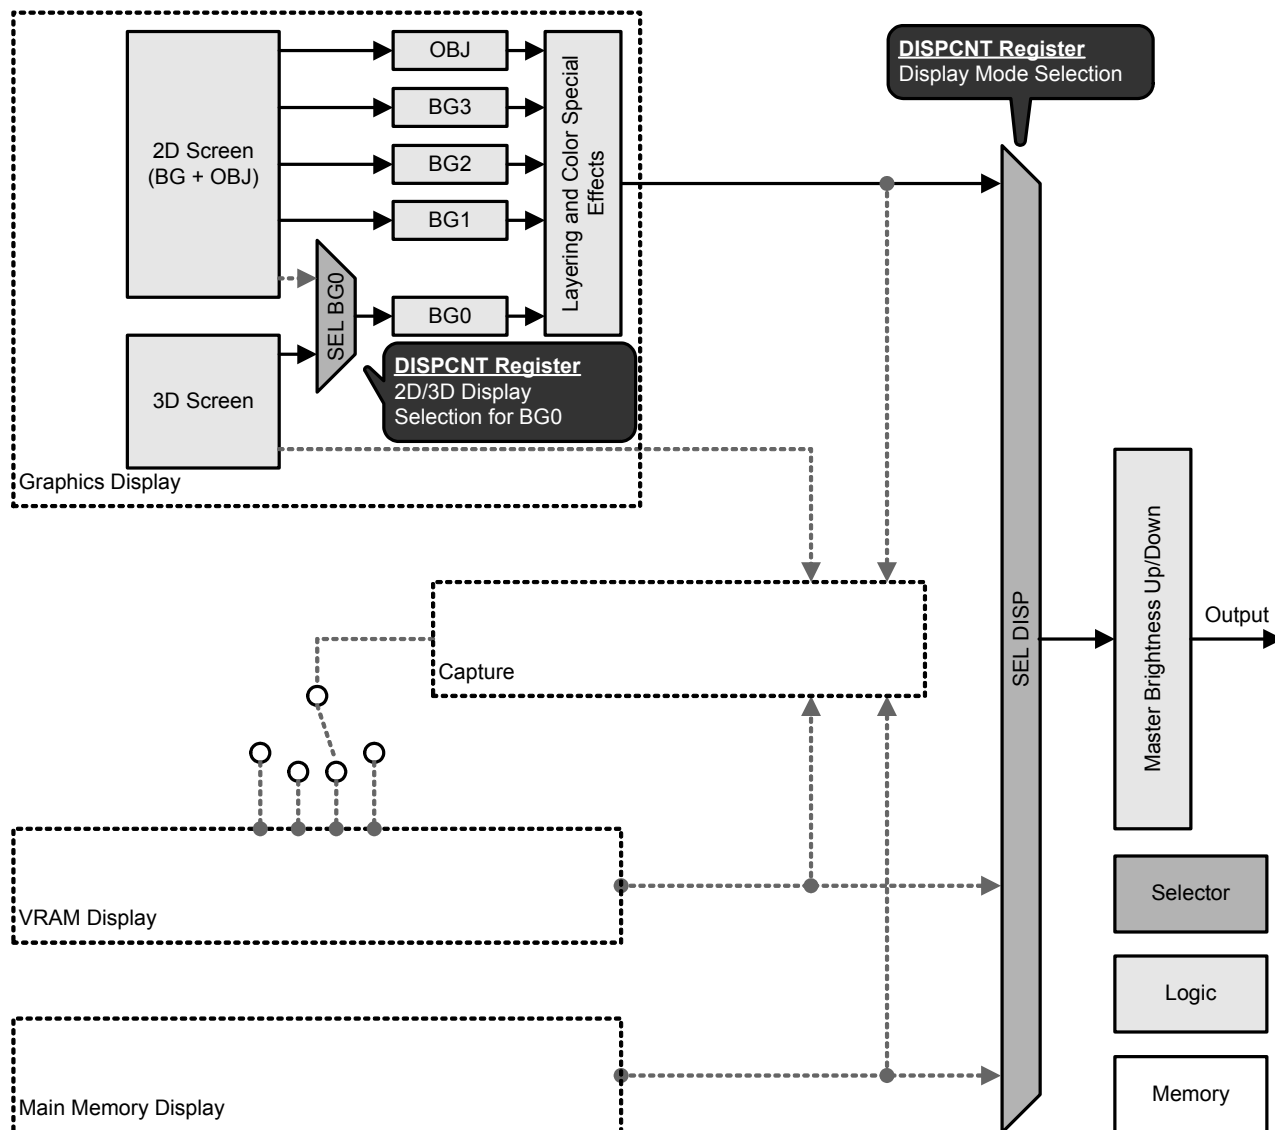 2D Screen
(BG + OBJ)
OBJ
BG3
BG2
BG1
BG0
SEL BG0
Layering and Color Special
Effects
3D Screen
DISPCNT Register
2D/3D Display
Selection for BG0
Graphics Display
DISPCNT Register
Display Mode Selection
Capture
SEL DISP
Master Brightness Up/Down
Output
VRAM Display
Main Memory Display
Selector
Logic
Memory